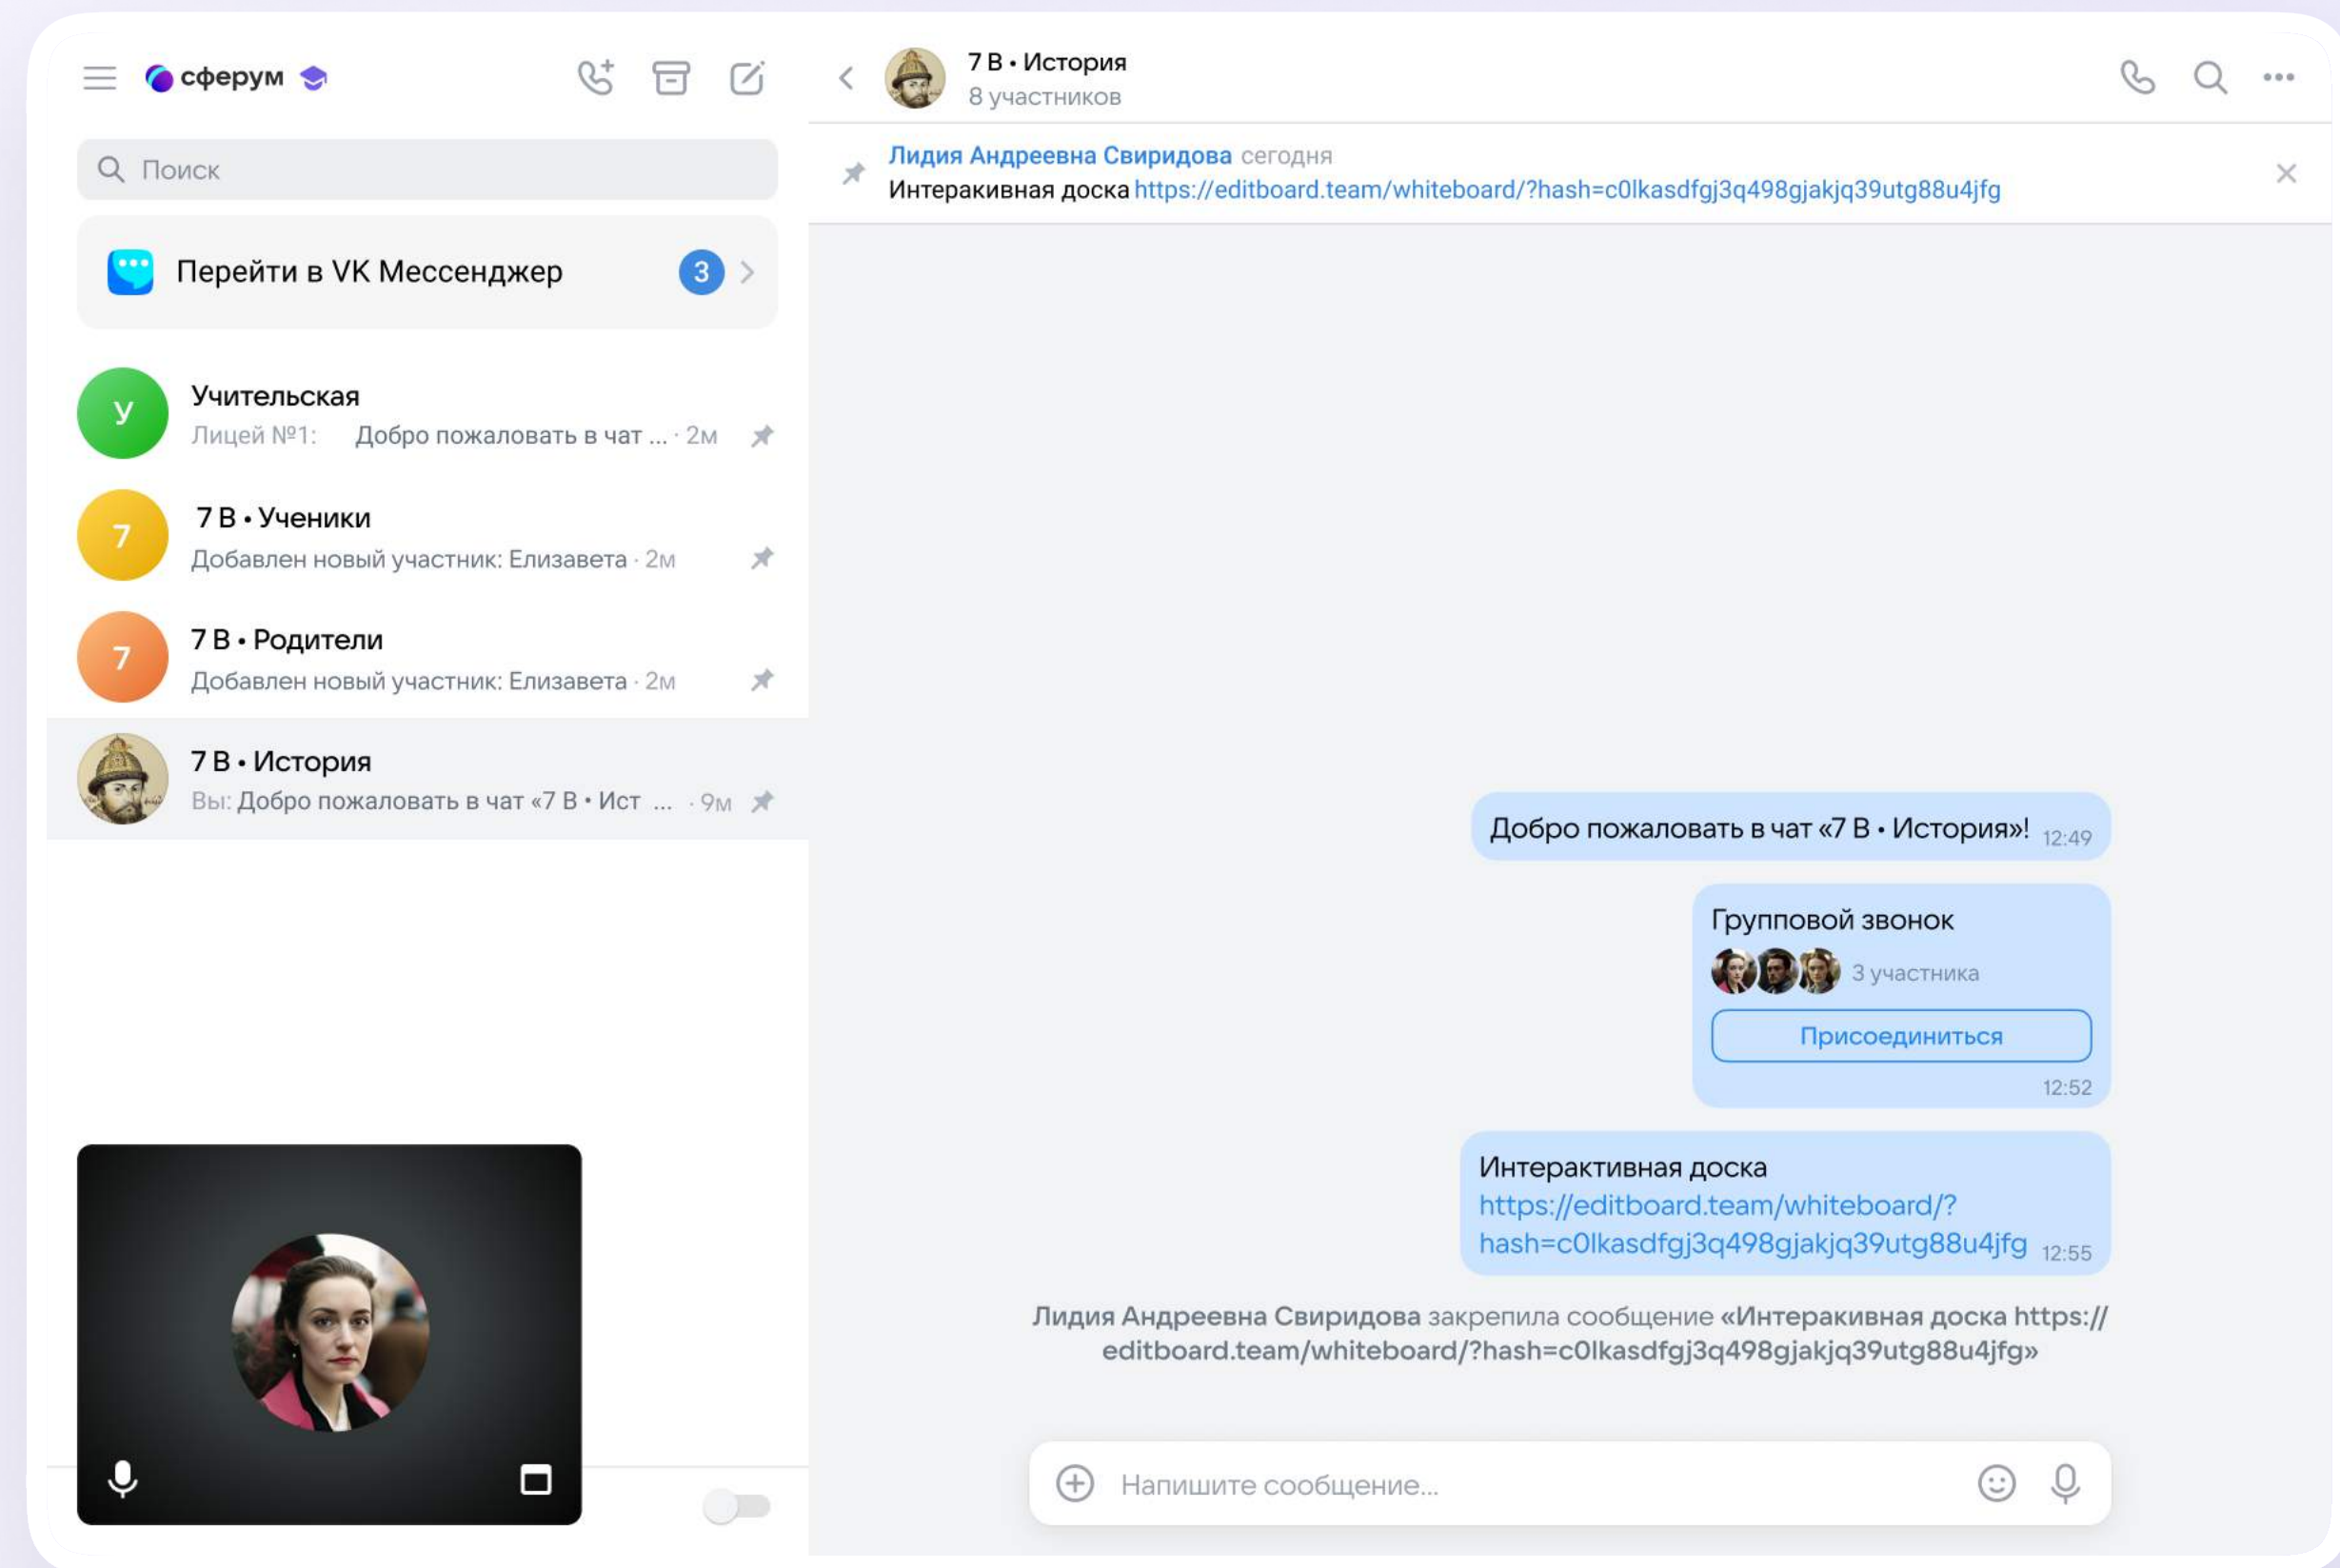 сферум
Поиск
Перейти в VK Мессенджер 3
У
Учительская
Лицей №1: Добро пожаловать в чат ... · 2м
7
7 В • Ученики
Добавлен новый участник: Елизавета · 2м
7
7 В • Родители
Добавлен новый участник: Елизавета · 2м
7 В • История
Вы: Добро пожаловать в чат «7 В • Ист ... · 9м
7 В • История
8 участников
Лидия Андреевна Свиридова сегодня
Интеракивная доска https://editboard.team/whiteboard/?hash=c0lkasdfgj3q498gjakjq39utg88u4jfg
Добро пожаловать в чат «7 В • История»! 12:49
Групповой звонок
3 участника
Присоединиться
12:52
Интерактивная доска
https://editboard.team/whiteboard/?
hash=c0lkasdfgj3q498gjakjq39utg88u4jfg 12:55
Лидия Андреевна Свиридова закрепила сообщение «Интеракивная доска https://
editboard.team/whiteboard/?hash=c0lkasdfgj3q498gjakjq39utg88u4jfg»
Напишите сообщение...